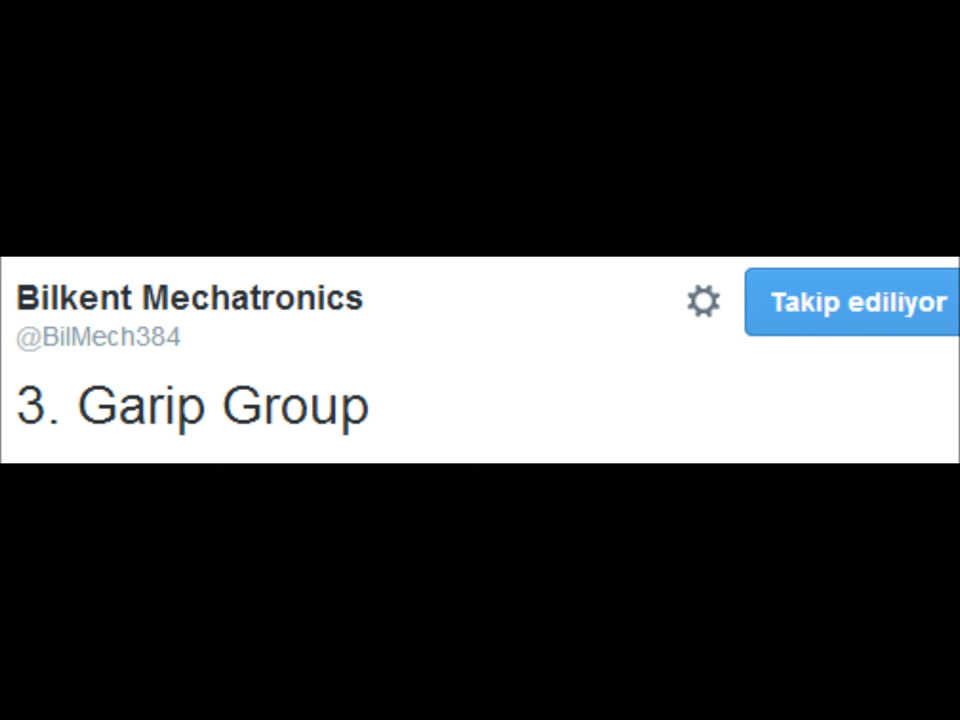 Bilkent Mechatronics
Takip ediliyor
@BilMech384
3. Garip Group